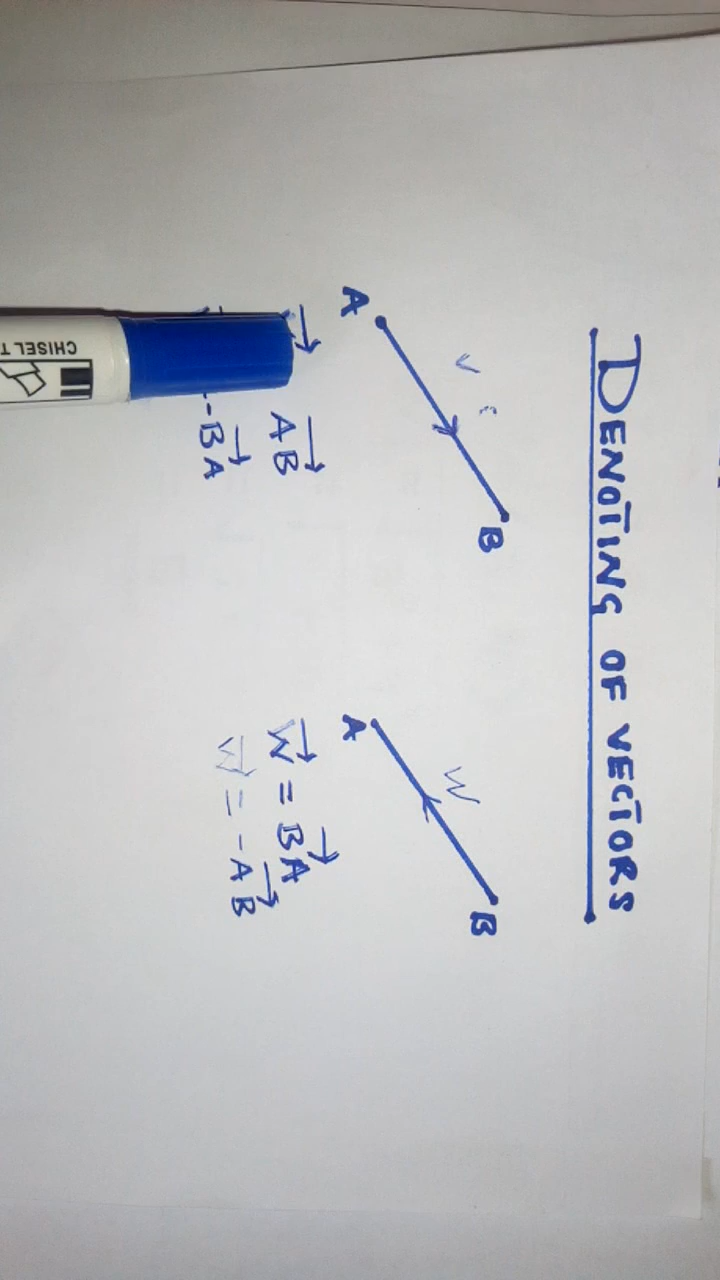 DENOTING OF VECTORS
V
A
B
W
A
B
→ AB→
-BA→
W→ = BA→
W→ = -AB→
CHISEL T